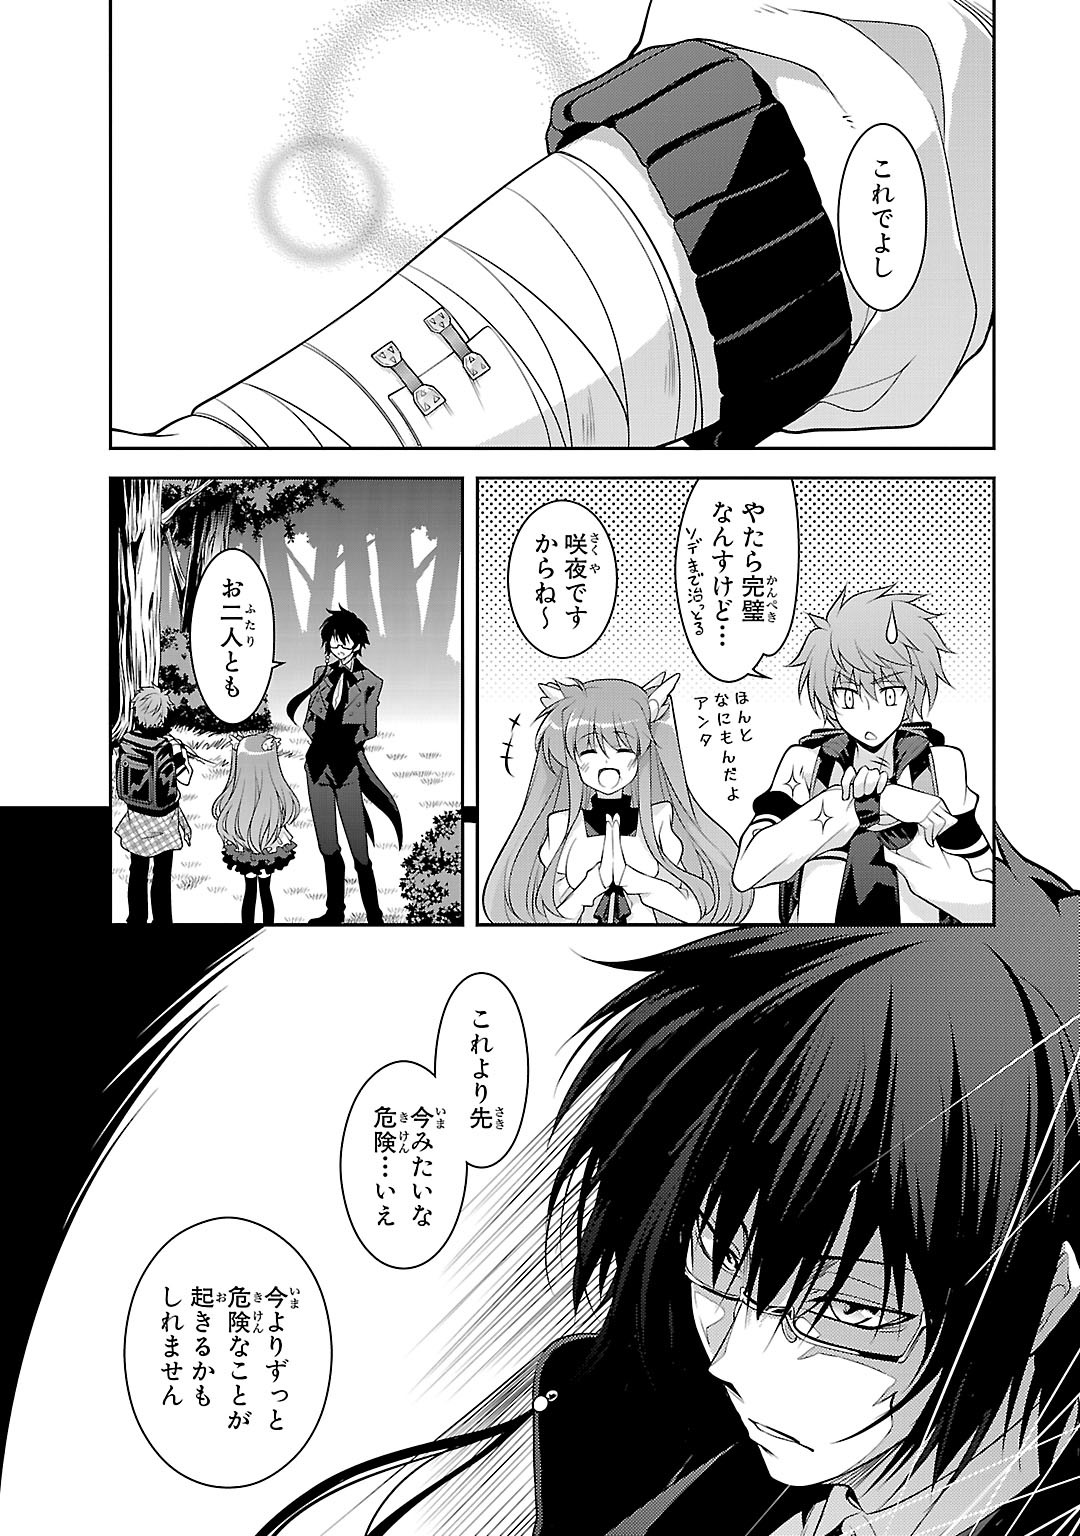 これでよし
やたら完璧
なんすけど…
ソデまで治っとる
ほんと
なにもんだよ
アンタ
咲夜です
からね〜
お二人とも
これより先
今みたいな
危険…いえ
今よりずっと
危険なことが
起きるかも
しれません